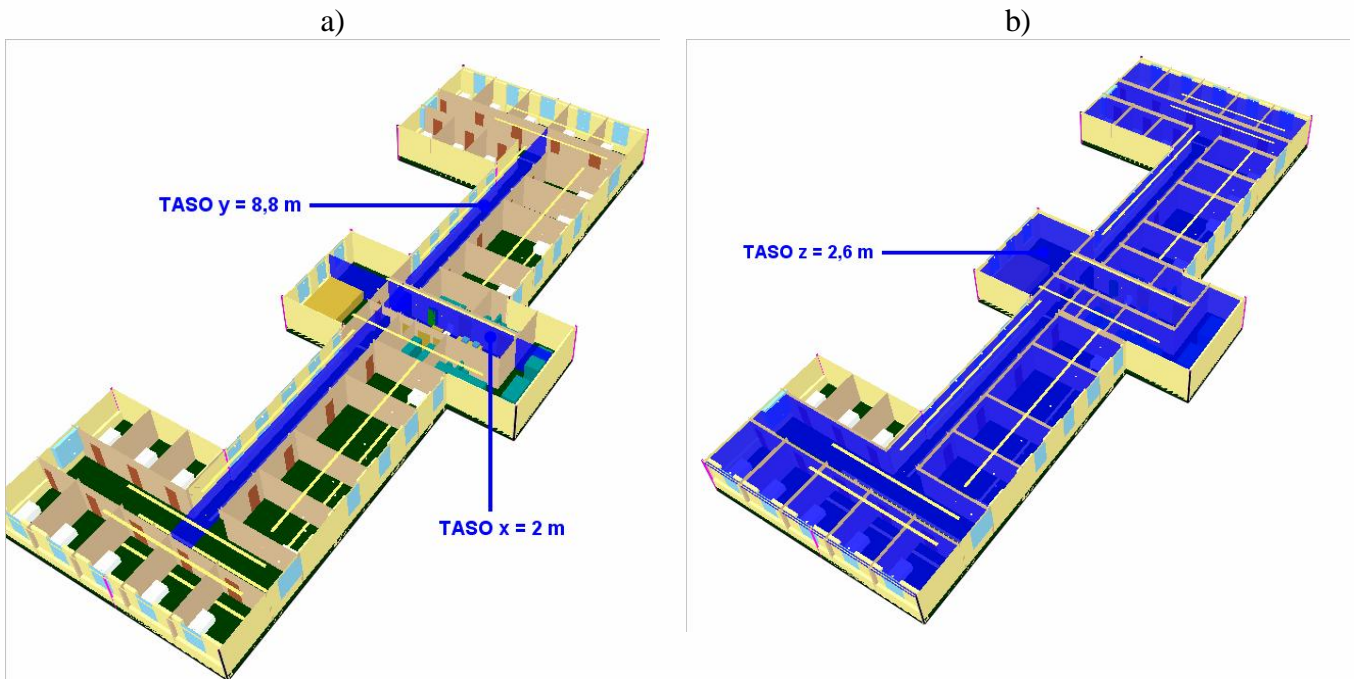 a)
b)
TASO y = 8,8 m
TASO z = 2,6 m
TASO x = 2 m